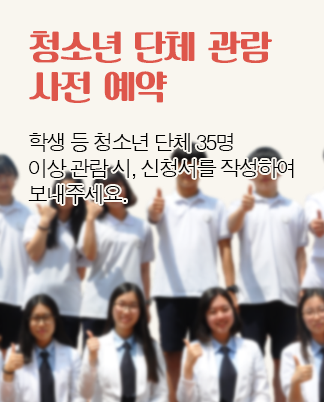 청소년 단체 관람
사전 예약
학생 등 청소년 단체 35명
이상 관람 시, 신청서를 작성하여
보내주세요.